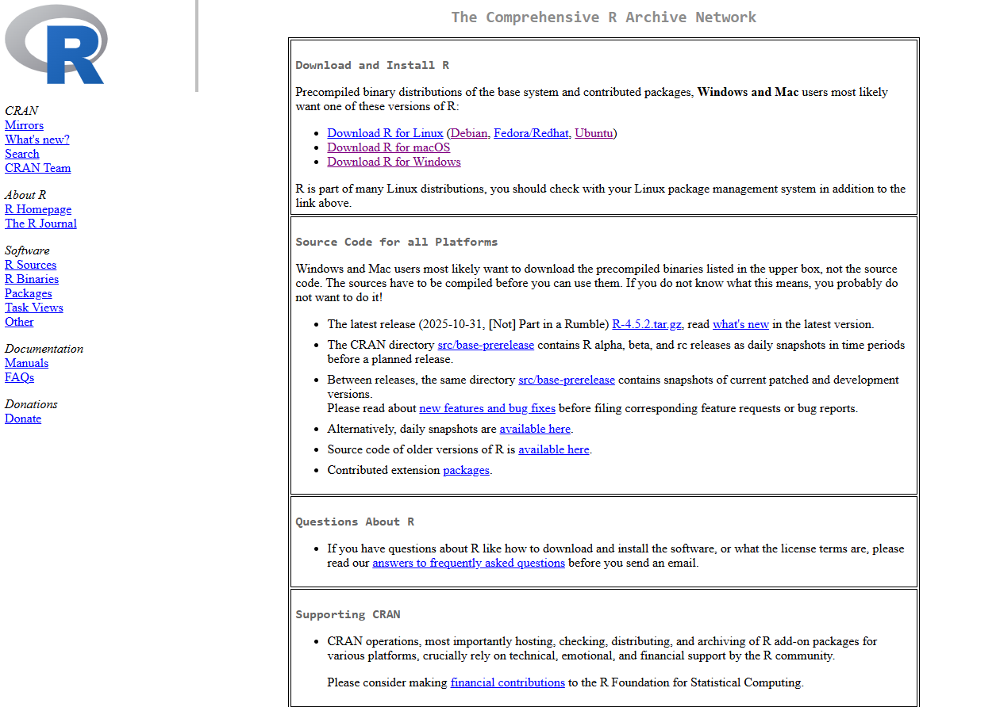 R
CRAN
Mirrors
What's new?
Search
CRAN Team
About R
R Homepage
The R Journal
Software
R Sources
R Binaries
Packages
Task Views
Other
Documentation
Manuals
FAQs
Donations
Donate
The Comprehensive R Archive Network
Download and Install R
Precompiled binary distributions of the base system and contributed packages, Windows and Mac users most likely
want one of these versions of R:
• Download R for Linux (Debian, Fedora/Redhat, Ubuntu)
• Download R for macOS
• Download R for Windows
R is part of many Linux distributions, you should check with your Linux package management system in addition to the
link above.
Source Code for all Platforms
Windows and Mac users most likely want to download the precompiled binaries listed in the upper box, not the source
code. The sources have to be compiled before you can use them. If you do not know what this means, you probably do
not want to do it!
• The latest release (2025-10-31, [Not] Part in a Rumble) R-4.5.2.tar.gz, read what's new in the latest version.
• The CRAN directory src/base-prerelease contains R alpha, beta, and rc releases as daily snapshots in time periods
before a planned release.
• Between releases, the same directory src/base-prerelease contains snapshots of current patched and development
versions.
Please read about new features and bug fixes before filing corresponding feature requests or bug reports.
• Alternatively, daily snapshots are available here.
• Source code of older versions of R is available here.
• Contributed extension packages.
Questions About R
• If you have questions about R like how to download and install the software, or what the license terms are, please
read our answers to frequently asked questions before you send an email.
Supporting CRAN
• CRAN operations, most importantly hosting, checking, distributing, and archiving of R add-on packages for
various platforms, crucially rely on technical, emotional, and financial support by the R community.
Please consider making financial contributions to the R Foundation for Statistical Computing.